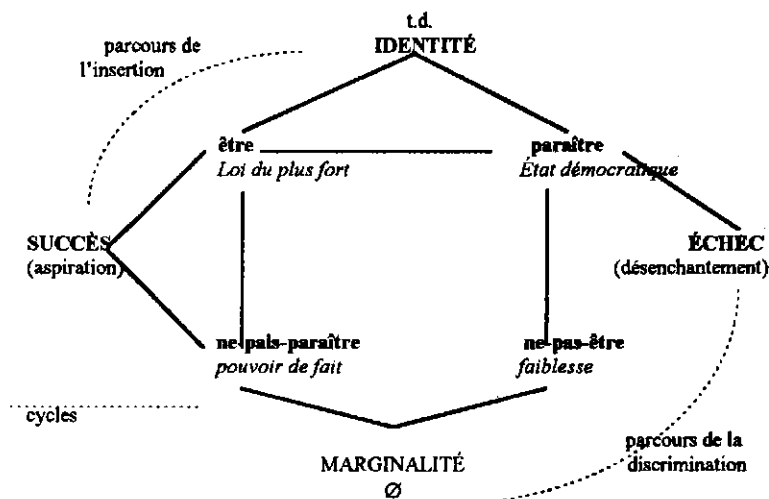 t.d.
IDENTITÉ
parcours de
l'insertion
être
Loi du plus fort
paraître
État démocratique
SUCCÈS
(aspiration)
ÉCHEC
(désenchantement)
ne-pais-paraître
pouvoir de fait
ne-pas-être
faiblesse
cycles
parcours de la
discrimination
MARGINALITÉ
Ø